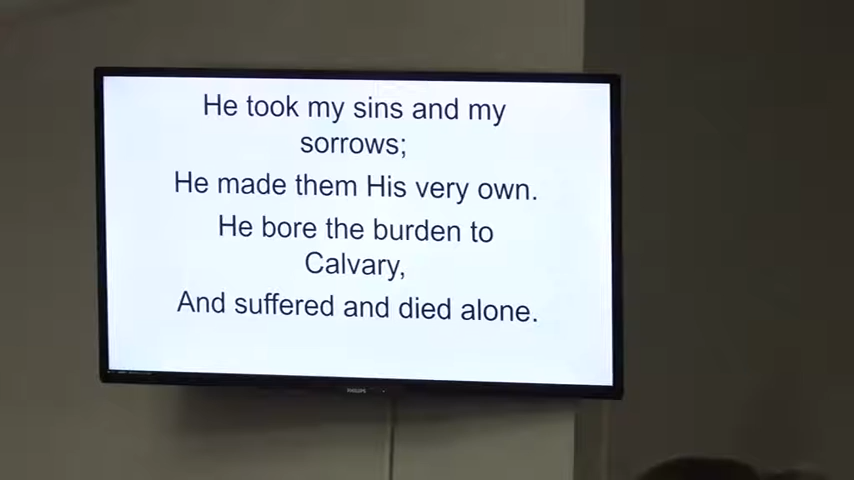 He took my sins and my
sorrows;
He made them His very own.
He bore the burden to
Calvary,
And suffered and died alone.
PHILIPS